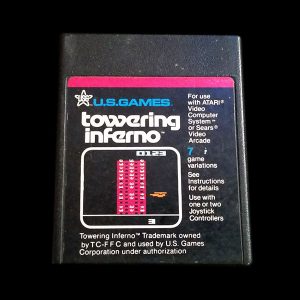 U.S. GAMES
towering
inferno™
0123
3
For use
with ATARI®
Video
Computer
System™
or Sears®
Video
Arcade
7
game
variations
See
Instructions
for details
Use with
one or two
Joystick
Controllers
Towering Inferno™ Trademark owned
by TC-FFC and used by U.S. Games
Corporation under authorization